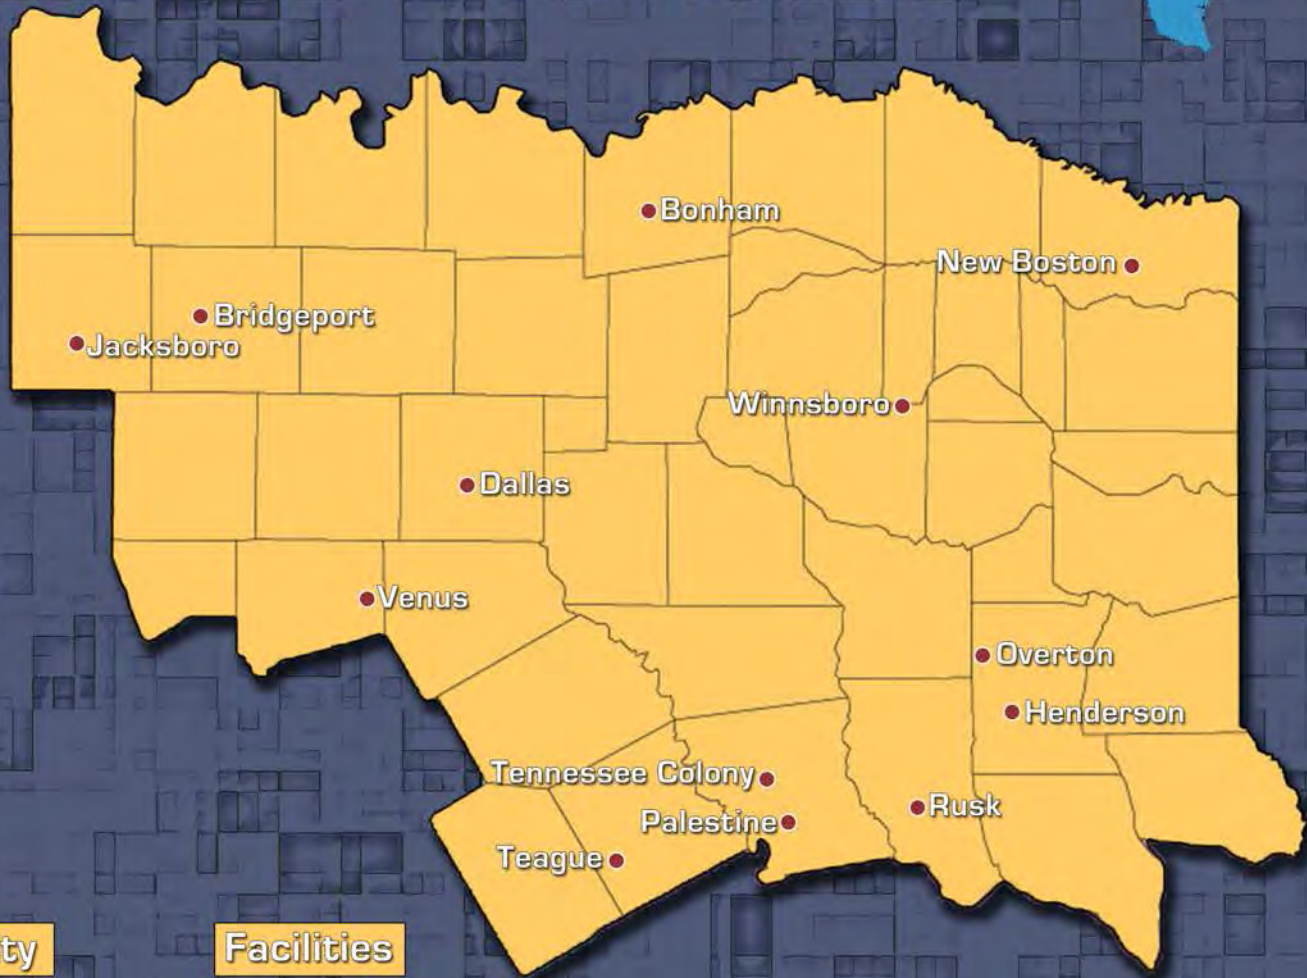 Bonham
New Boston
Bridgeport
Jacksboro
Winnsboro
Dallas
Venus
Overton
Henderson
Tennessee Colony
Rusk
Palestine
Teague
ty
Facilities